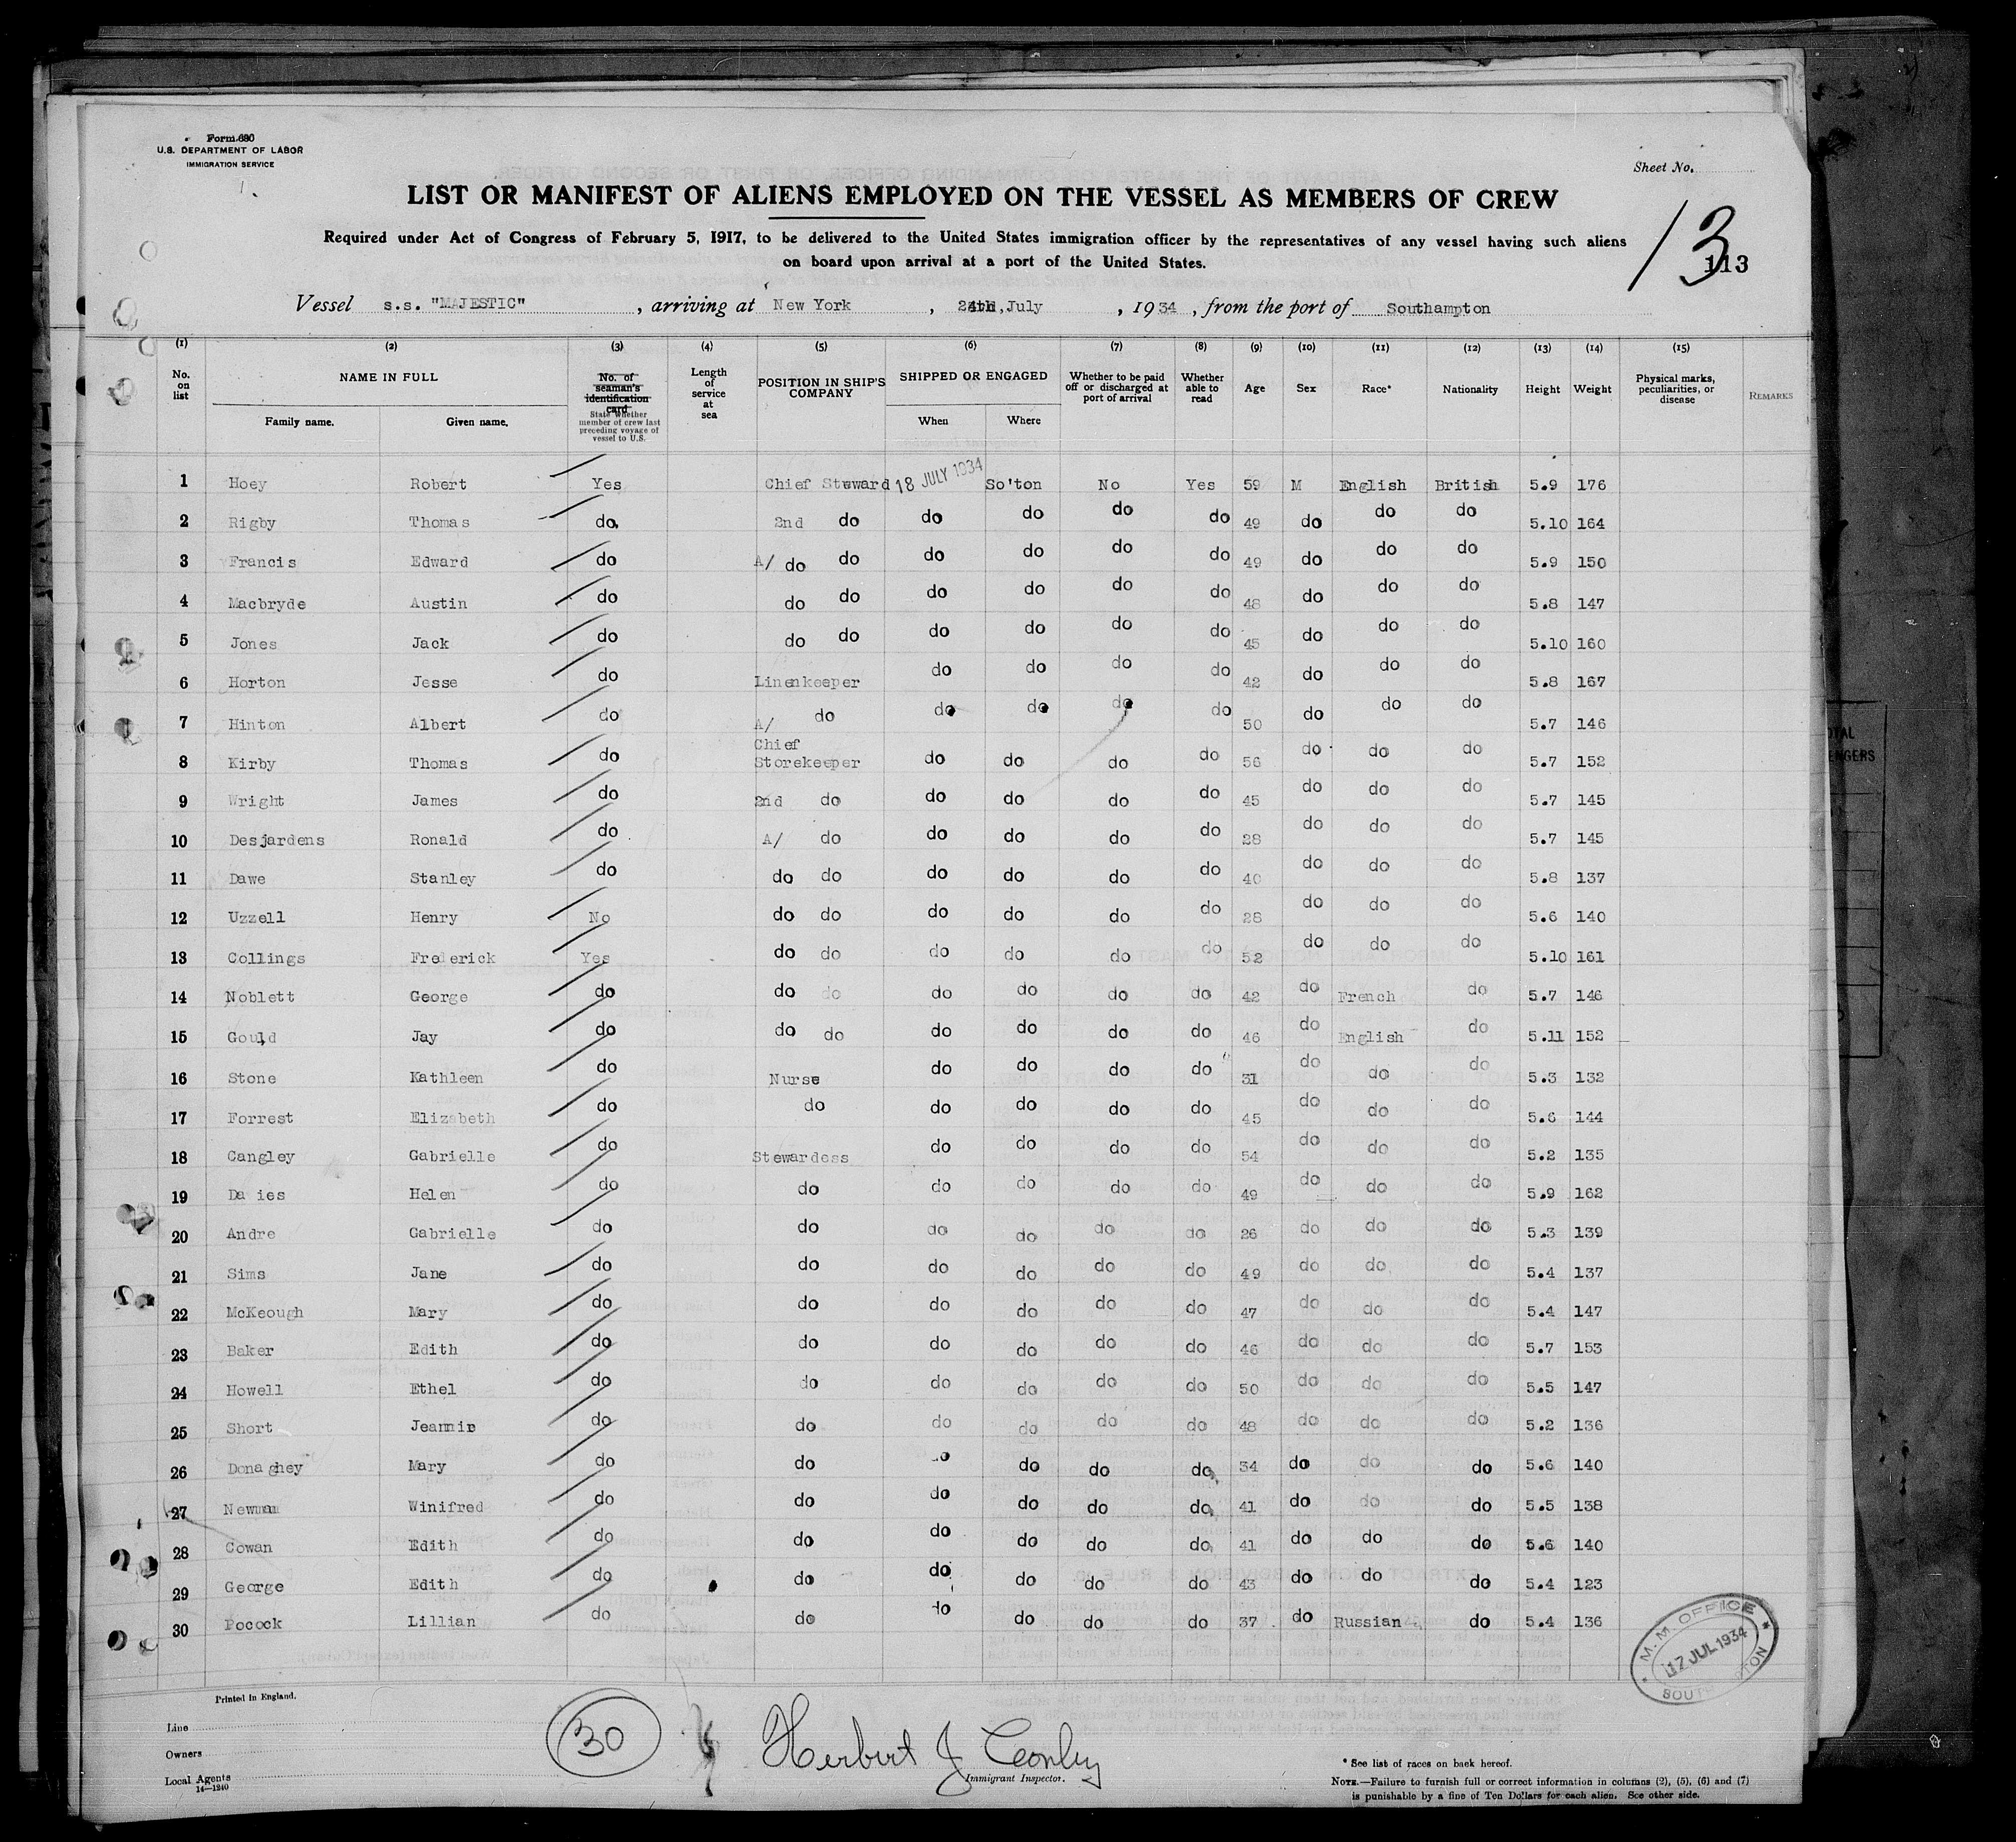 Form 680
U.S. DEPARTMENT OF LABOR
IMMIGRATION SERVICE
Sheet No.
LIST OR MANIFEST OF ALIENS EMPLOYED ON THE VESSEL AS MEMBERS OF CREW
Required under Act of Congress of February 5, 1917, to be delivered to the United States immigration officer by the representatives of any vessel having such aliens
on board upon arrival at a port of the United States.
13
113
Vessel s.s. "MAJESTIC", arriving at New York, 24th, July, 1934, from the port of Southampton
(1) (2) (3) (4) (5) (6) (7) (8) (9) (10) (11) (12) (13) (14) (15)
No. on list NAME IN FULL Family name. Given name. No. of seaman's identification card State whether member of crew last preceding voyage of vessel to U.S. Length of service at sea POSITION IN SHIP'S COMPANY SHIPPED OR ENGAGED When Where Whether to be paid off or discharged at port of arrival Whether able to read Age Sex Race* Nationality Height Weight Physical marks, peculiarities, or disease REMARKS
1 Hoey Robert Yes Chief Steward 18 JULY 1934 So'ton No Yes 59 M English British 5.9 176
2 Rigby Thomas do 2nd do do do do do 49 do do do 5.10 164
3 Francis Edward do A/ do do do do do do 49 do do do 5.9 150
4 Macbryde Austin do do do do do do do 48 do do do 5.8 147
5 Jones Jack do do do do do do do 45 do do do 5.10 160
6 Horton Jesse do Linenkeeper do do do do 42 do do do 5.8 167
7 Hinton Albert do A/ do do do do do 50 do do do 5.7 146
8 Kirby Thomas do Chief Storekeeper do do do do 56 do do do 5.7 152
9 Wright James do 2nd do do do do do 45 do do do 5.7 145
10 Desjardens Ronald do A/ do do do do do 28 do do do 5.7 145
11 Dawe Stanley do do do do do do do 40 do do do 5.8 137
12 Uzzell Henry No do do do do do do 28 do do do 5.6 140
13 Collings Frederick Yes do do do do do do 52 do do do 5.10 161
14 Noblett George do do do do do do do 42 do French do 5.7 146
15 Gould Jay do do do do do do do 46 do English do 5.11 152
16 Stone Kathleen do Nurse do do do do 31 do do do 5.3 132
17 Forrest Elizabeth do do do do do do 45 do do do 5.6 144
18 Cangley Gabrielle do Stewardess do do do do 54 do do do 5.2 135
19 Da ies Helen do do do do do do 49 do do do 5.9 162
20 Andre Gabrielle do do do do do do 26 do do do 5.3 139
21 Sims Jane do do do do do do 49 do do do 5.4 137
22 McKeough Mary do do do do do do 47 do do do 5.4 147
23 Baker Edith do do do do do do 46 do do do 5.7 153
24 Howell Ethel do do do do do do 50 do do do 5.5 147
25 Short Jeannie do do do do do do 48 do do do 5.2 136
26 Donaghey Mary do do do do do do 34 do do do 5.6 140
27 Newman Winifred do do do do do do 41 do do do 5.5 138
28 Cowan Edith do do do do do do 41 do do do 5.6 140
29 George Edith do do do do do do 43 do do do 5.4 123
30 Pocock Lillian do do do do do do 37 do Russian do 5.4 136
M.M. OFFICE
17 JUL 1934
Printed in England.
Line
Owners
Local Agents
14—1240
30
Herbert J
Immigrant Inspector.
* See list of races on back hereof.
NOTE.—Failure to furnish full or correct information in columns (2), (5), (6) and (7)
is punishable by a fine of Ten Dollars for each alien. See other side.